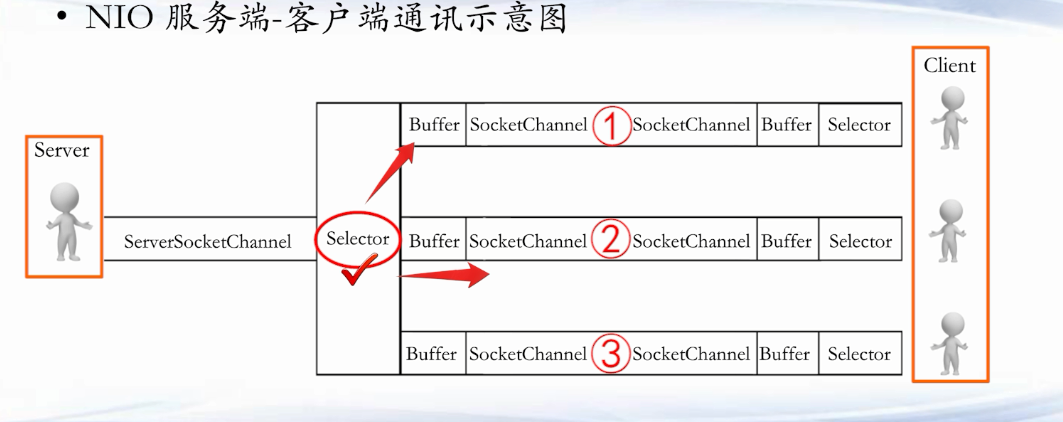 • NIO 服务端-客户端通讯示意图
Client
Buffer SocketChannel ① SocketChannel Buffer Selector
Server
ServerSocketChannel Selector Buffer SocketChannel ② SocketChannel Buffer Selector
Buffer SocketChannel ③ SocketChannel Buffer Selector